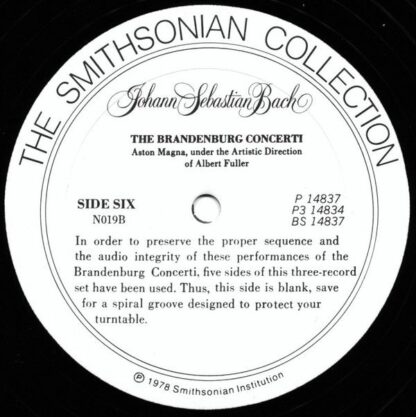 THE SMITHSONIAN COLLECTION
Johann Sebastian Bach
THE BRANDENBURG CONCERTI
Aston Magna, under the Artistic Direction
of Albert Fuller
SIDE SIX
N019B
P 14837
P3 14834
BS 14837
In order to preserve the proper sequence and
the audio integrity of these performances of the
Brandenburg Concerti, five sides of this three-record
set have been used. Thus, this side is blank, save
for a spiral groove designed to protect your
turntable.
℗ 1978 Smithsonian Institution